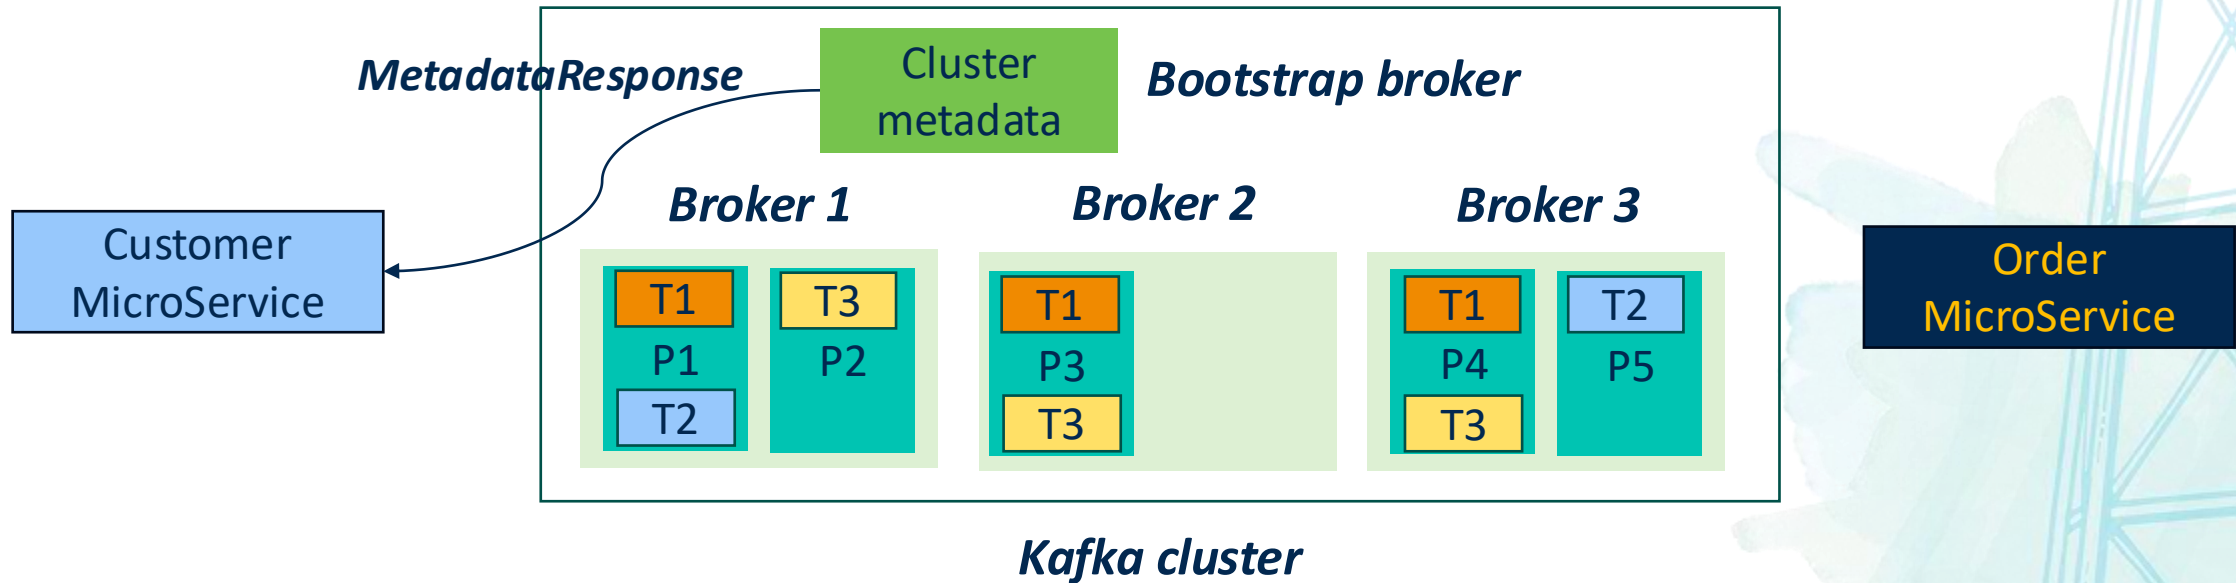 MetadataResponse
Cluster
metadata
Bootstrap broker
Customer
MicroService
Broker 1
Broker 2
Broker 3
T1
P1
T2
T3
P2
T1
P3
T3
T1
P4
T3
T2
P5
Order
MicroService
Kafka cluster